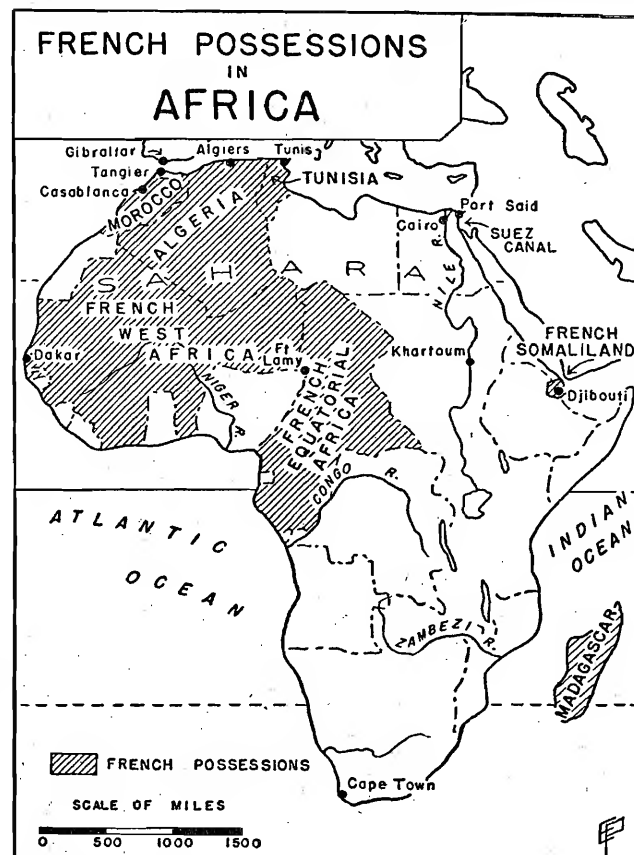 FRENCH POSSESSIONS
IN
AFRICA
Gibraltar
Algiers
Tunis
Tangier
TUNISIA
Casablanca
MOROCCO
ALGERIA
Port Said
Cairo
SUEZ
CANAL
NILE R.
SAHARA
FRENCH
WEST
AFRICA
Dakar
Ft
Lamy
Khartoum
FRENCH
SOMALILAND
Djibouti
NIGER R.
FRENCH
EQUATORIAL
AFRICA
CONGO R.
ATLANTIC
OCEAN
INDIAN
OCEAN
ZAMBEZI R.
MADAGASCAR
FRENCH POSSESSIONS
SCALE OF MILES
0 500 1000 1500
Cape Town